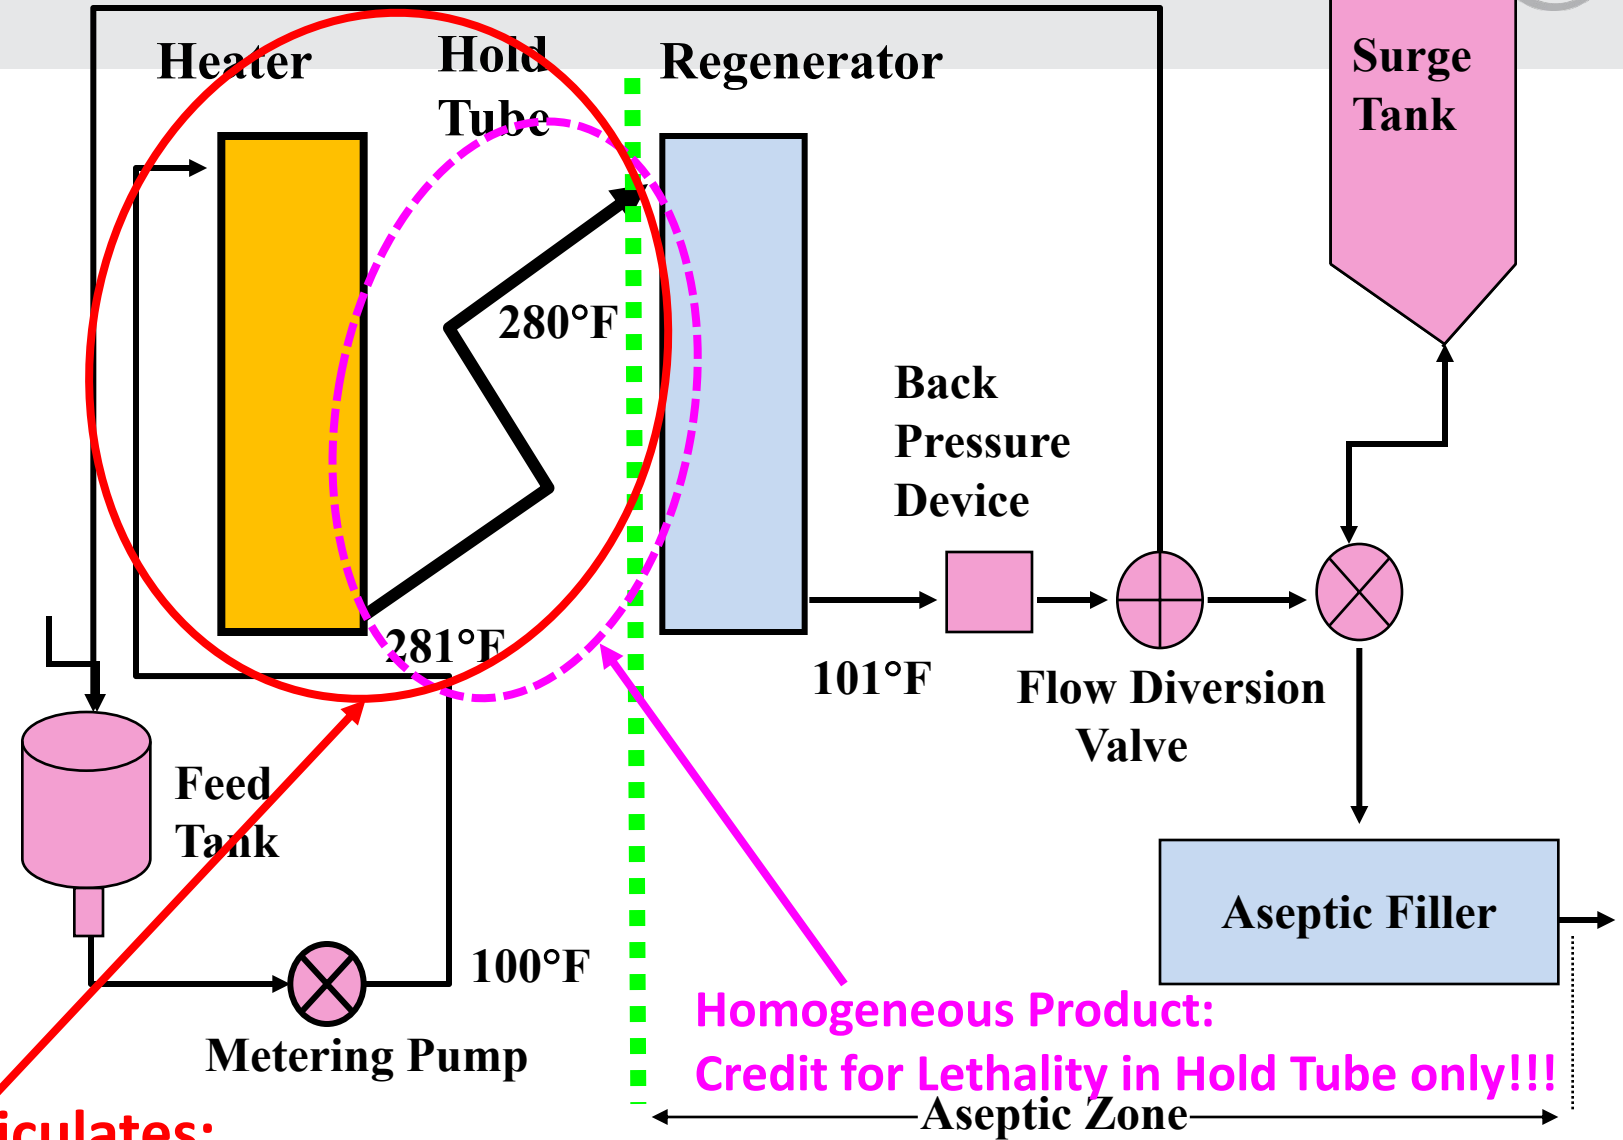 Heater
Hold
Tube
Regenerator
Surge
Tank
280°F
Back
Pressure
Device
281°F
101°F
Flow Diversion
Valve
Feed
Tank
Aseptic Filler
100°F
Metering Pump
Homogeneous Product:
Credit for Lethality in Hold Tube only!!!
Aseptic Zone